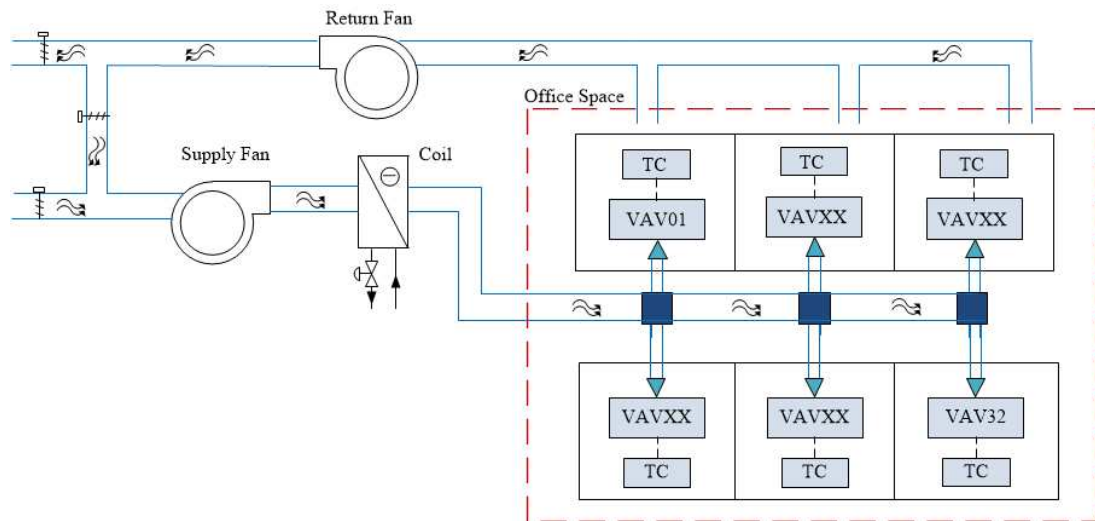 Return Fan
Office Space
Supply Fan
Coil
TC
TC
TC
VAV01
VAVXX
VAVXX
VAVXX
VAVXX
VAV32
TC
TC
TC